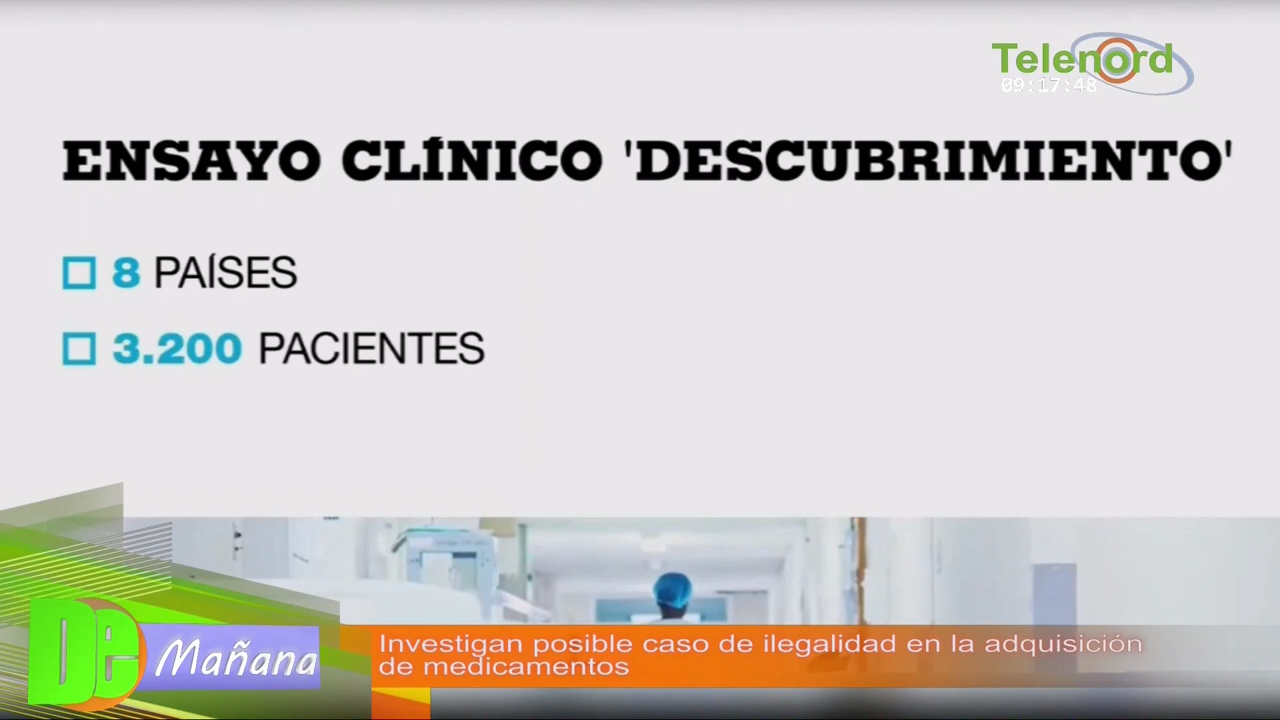 Telenord
09:17:48
ENSAYO CLÍNICO 'DESCUBRIMIENTO'
8 PAÍSES
3.200 PACIENTES
De
Mañana
Investigan posible caso de ilegalidad en la adquisición
de medicamentos